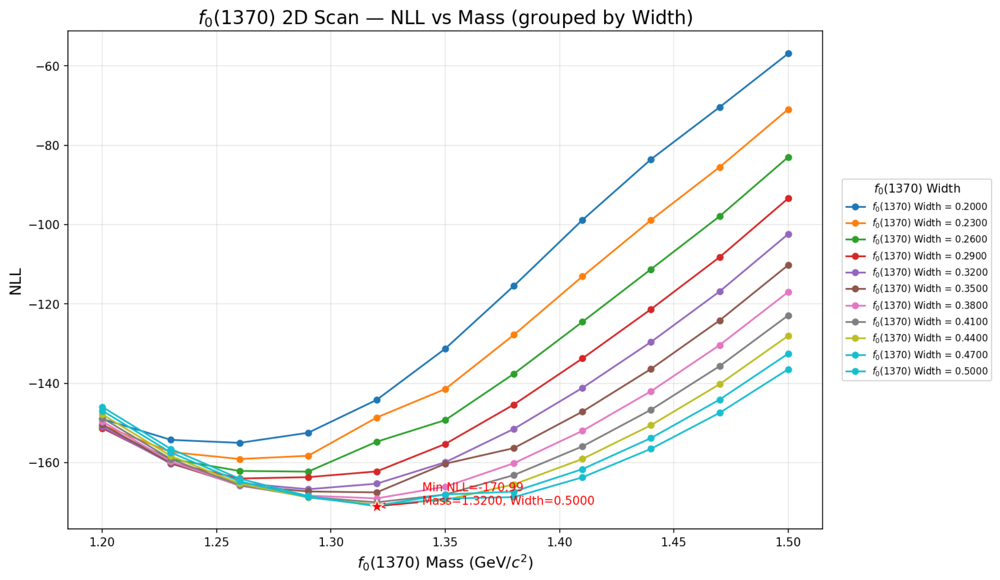 f₀(1370) 2D Scan — NLL vs Mass (grouped by Width)
NLL
−60
−80
−100
−120
−140
−160
Min NLL=-170.99
Mass=1.3200, Width=0.5000
1.20
1.25
1.30
1.35
1.40
1.45
1.50
f₀(1370) Mass (GeV/c²)
f₀(1370) Width
f₀(1370) Width = 0.2000
f₀(1370) Width = 0.2300
f₀(1370) Width = 0.2600
f₀(1370) Width = 0.2900
f₀(1370) Width = 0.3200
f₀(1370) Width = 0.3500
f₀(1370) Width = 0.3800
f₀(1370) Width = 0.4100
f₀(1370) Width = 0.4400
f₀(1370) Width = 0.4700
f₀(1370) Width = 0.5000